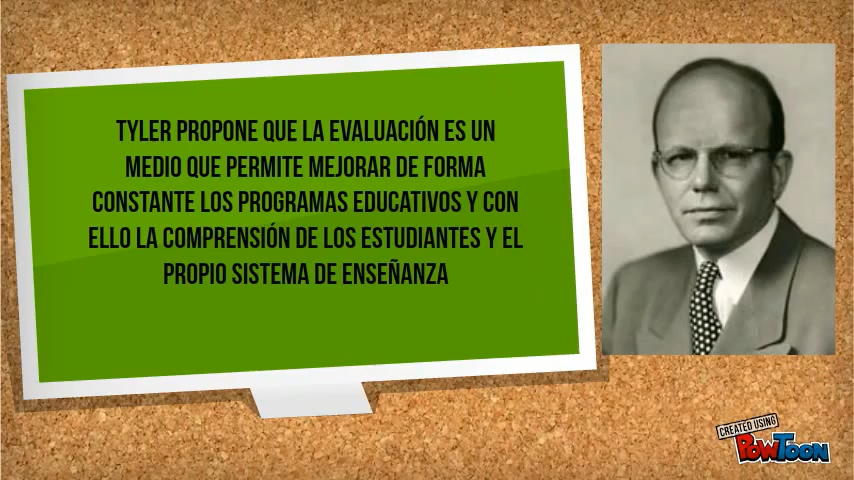 TYLER PROPONE QUE LA EVALUACIÓN ES UN
MEDIO QUE PERMITE MEJORAR DE FORMA
CONSTANTE LOS PROGRAMAS EDUCATIVOS Y CON
ELLO LA COMPRENSIÓN DE LOS ESTUDIANTES Y EL
PROPIO SISTEMA DE ENSEÑANZA
CREATED USING
POWTOON